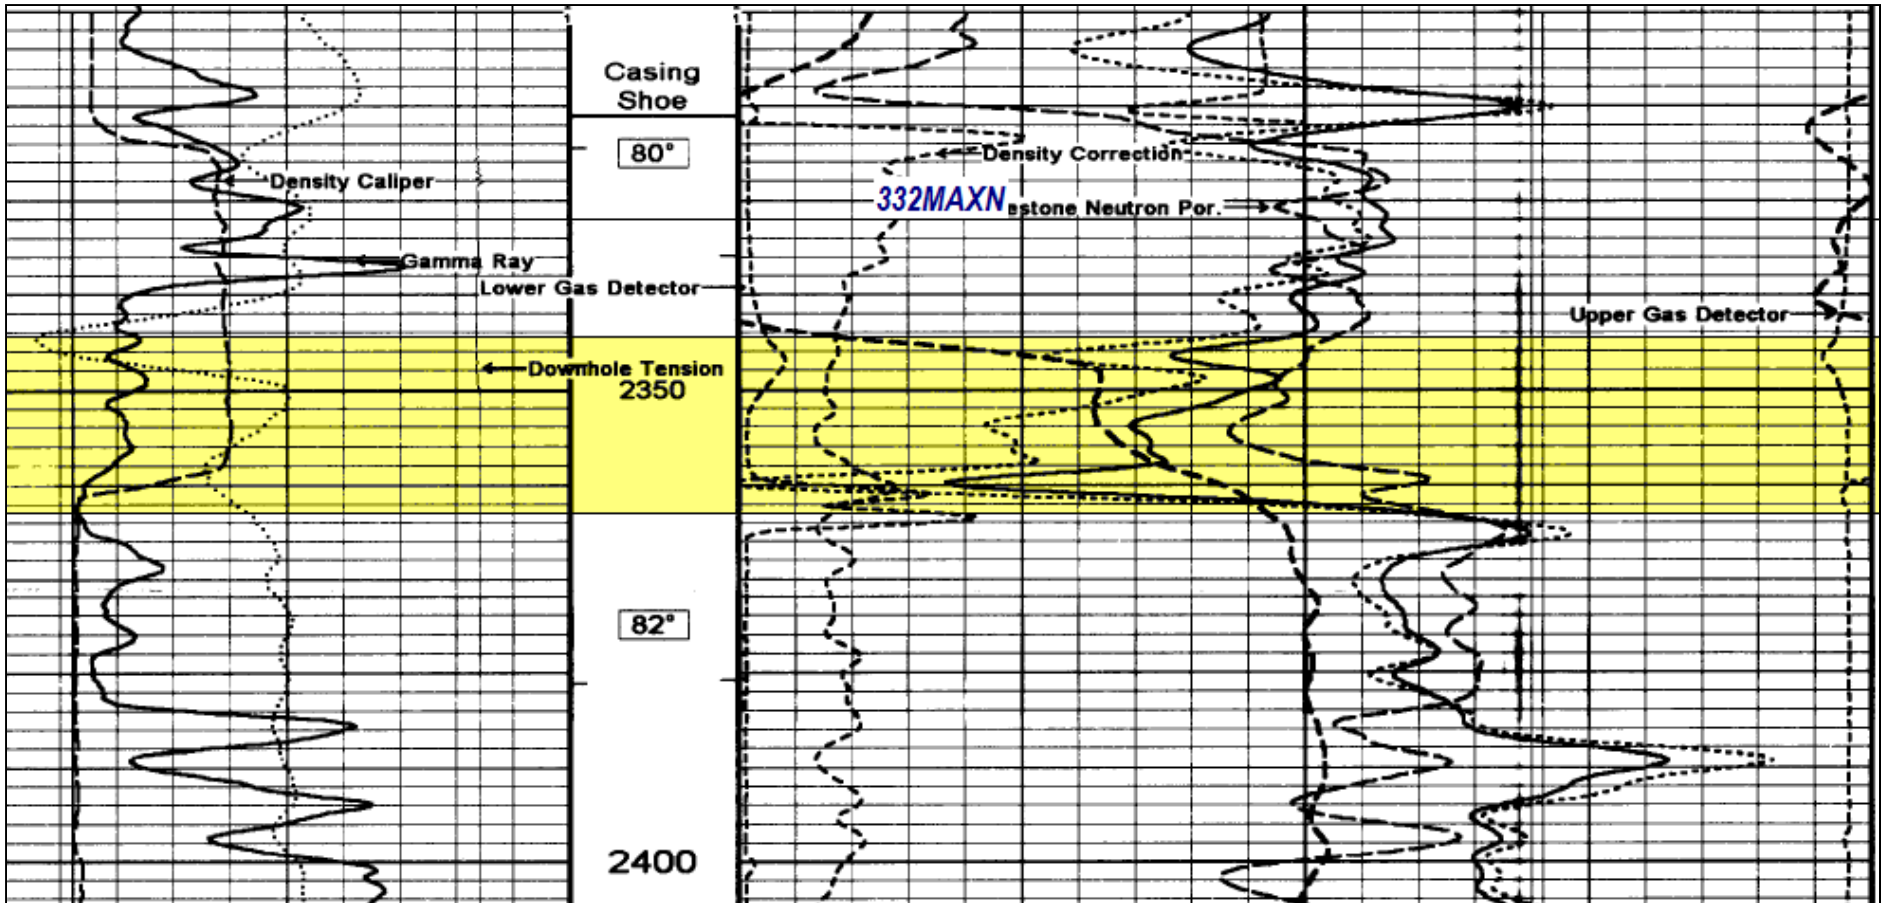 Casing
Shoe
80°
Density Correction
Density Caliper
332MAXN
estone Neutron Por.
Gamma Ray
Lower Gas Detector
Upper Gas Detector
Downhole Tension
2350
82°
2400